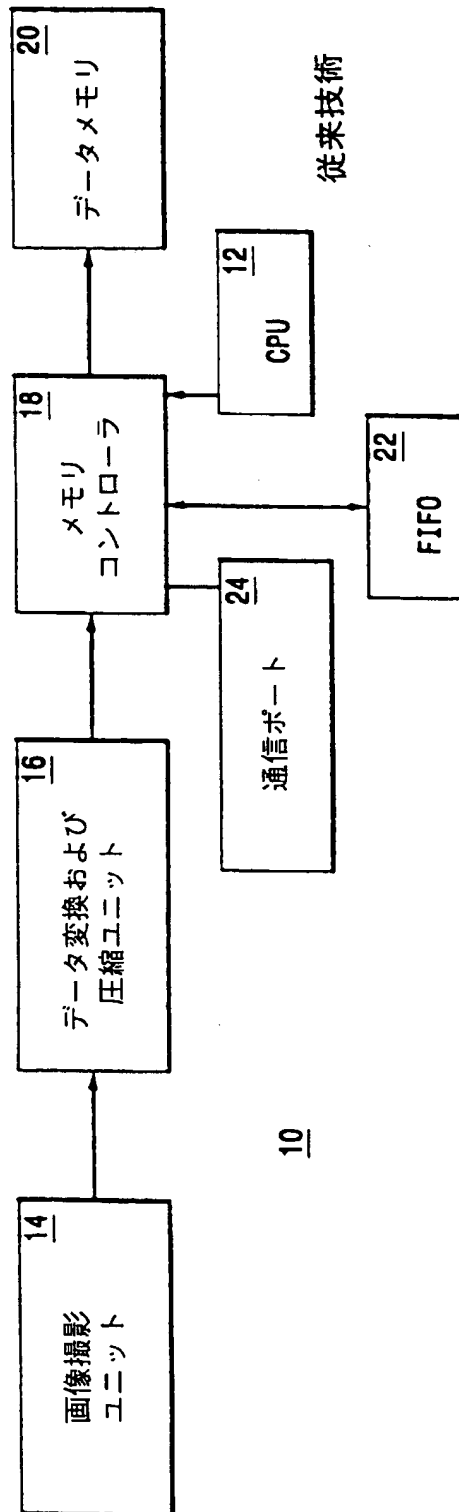 14
画像撮影
ユニット
16
データ変換および
圧縮ユニット
18
メモリ
コントローラ
20
データメモリ
24
通信ポート
12
CPU
22
FIFO
10
従来技術